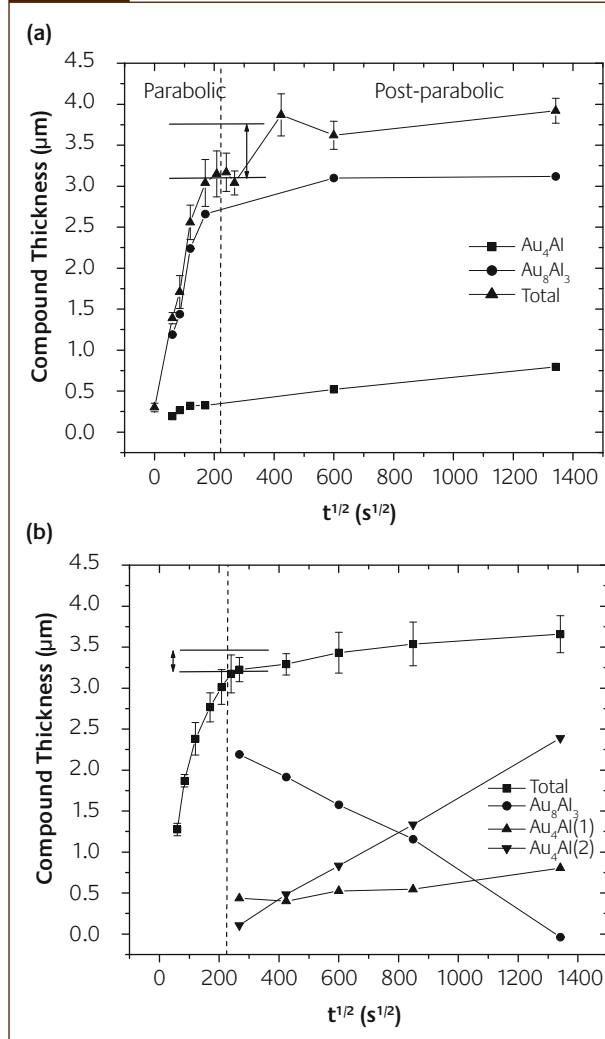 (a)
Parabolic
Post-parabolic
Compound Thickness (µm)
4.5
4.0
3.5
3.0
2.5
2.0
1.5
1.0
0.5
0.0
Au₄Al
Au₈Al₃
Total
0 200 400 600 800 1000 1200 1400
t¹/² (s¹/²)
(b)
Compound Thickness (µm)
4.5
4.0
3.5
3.0
2.5
2.0
1.5
1.0
0.5
0.0
Total
Au₈Al₃
Au₄Al(1)
Au₄Al(2)
0 200 400 600 800 1000 1200 1400
t¹/² (s¹/²)